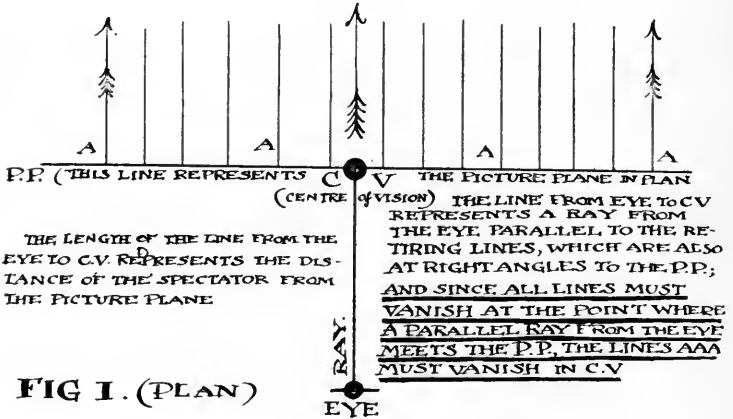 A A A A
P.P. (THIS LINE REPRESENTS C V THE PICTURE PLANE IN PLAN
(CENTRE of VISION)
THE LENGTH OF THE LINE FROM THE
EYE TO C.V. REPRESENTS THE DIS-
TANCE OF THE SPECTATOR FROM
THE PICTURE PLANE
THE LINE FROM EYE TO CV
REPRESENTS A RAY FROM
THE EYE PARALLEL TO THE RE-
TIRING LINES, WHICH ARE ALSO
AT RIGHT ANGLES TO THE P.P.;
AND SINCE ALL LINES MUST
VANISH AT THE POINT WHERE
A PARALLEL RAY FROM THE EYE
MEETS THE P.P., THE LINES AAA
MUST VANISH IN C.V
RAY.
FIG I. (PLAN)
EYE